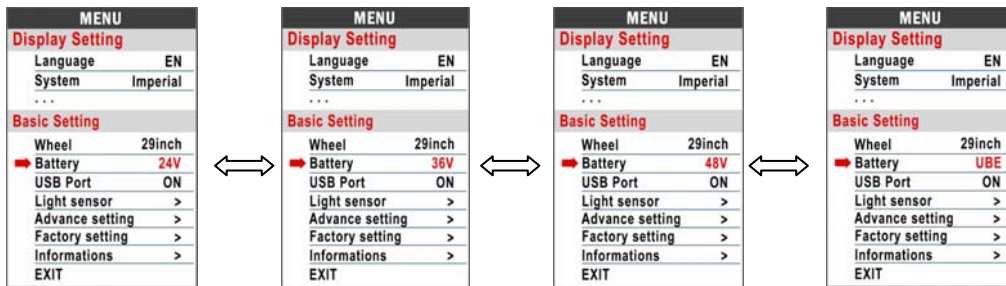 MENU
Display Setting
Language EN
System Imperial
...
Basic Setting
Wheel 29inch
Battery 24V
USB Port ON
Light sensor >
Advance setting >
Factory setting >
Informations >
EXIT
MENU
Display Setting
Language EN
System Imperial
...
Basic Setting
Wheel 29inch
Battery 36V
USB Port ON
Light sensor >
Advance setting >
Factory setting >
Informations >
EXIT
MENU
Display Setting
Language EN
System Imperial
...
Basic Setting
Wheel 29inch
Battery 48V
USB Port ON
Light sensor >
Advance setting >
Factory setting >
Informations >
EXIT
MENU
Display Setting
Language EN
System Imperial
...
Basic Setting
Wheel 29inch
Battery UBE
USB Port ON
Light sensor >
Advance setting >
Factory setting >
Informations >
EXIT